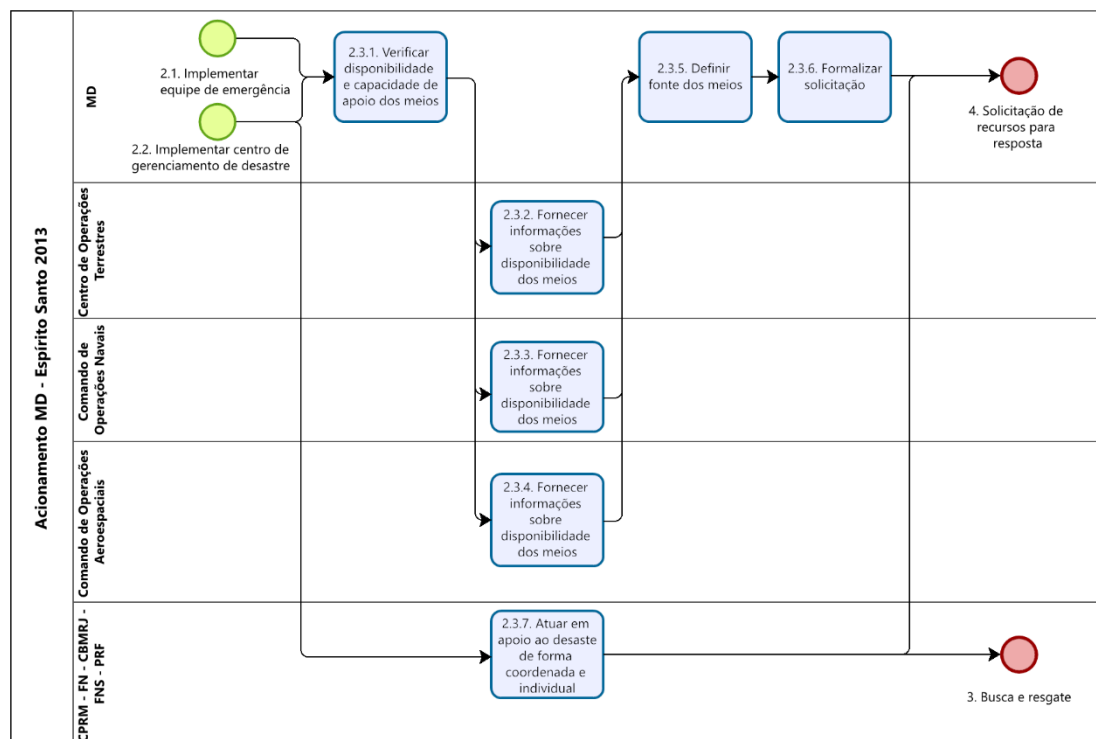 Acionamento MD - Espírito Santo 2013
MD
2.1. Implementar
equipe de emergência
2.2. Implementar centro de
gerenciamento de desastre
2.3.1. Verificar
disponibilidade
e capacidade de
apoio dos meios
2.3.5. Definir
fonte dos meios
2.3.6. Formalizar
solicitação
4. Solicitação de
recursos para
resposta
Centro de Operações
Terrestres
2.3.2. Fornecer
informações
sobre
disponibilidade
dos meios
Comando de
Operações Navais
2.3.3. Fornecer
informações
sobre
disponibilidade
dos meios
Comando de Operações
Aeroespaciais
2.3.4. Fornecer
informações
sobre
disponibilidade
dos meios
CPRM - FN - CBMRJ -
FNS - PRF
2.3.7. Atuar em
apoio ao desaste
de forma
coordenada e
individual
3. Busca e resgate